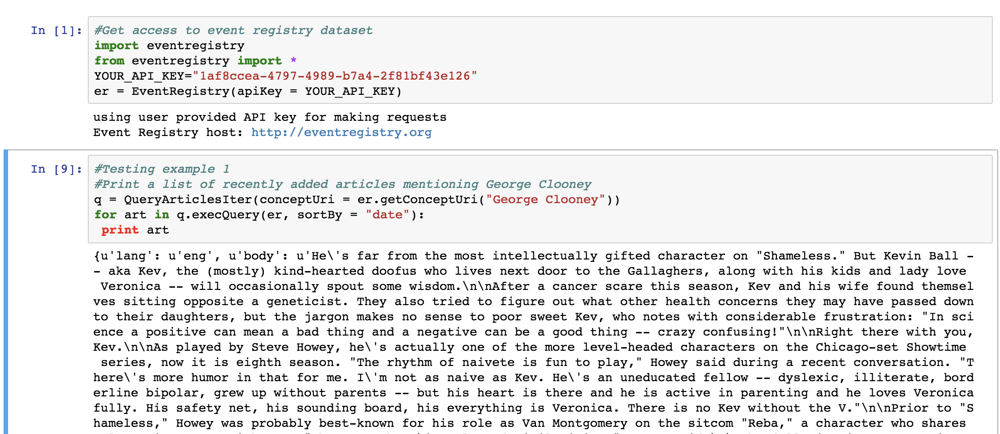 In [1]:
#Get access to event registry dataset
import eventregistry
from eventregistry import *
YOUR_API_KEY="1af8ccea-4797-4989-b7a4-2f81bf43e126"
er = EventRegistry(apiKey = YOUR_API_KEY)
using user provided API key for making requests
Event Registry host: http://eventregistry.org
In [9]:
#Testing example 1
#Print a list of recently added articles mentioning George Clooney
q = QueryArticlesIter(conceptUri = er.getConceptUri("George Clooney"))
for art in q.execQuery(er, sortBy = "date"):
 print art
{u'lang': u'eng', u'body': u'He\'s far from the most intellectually gifted character on "Shameless." But Kevin Ball -
- aka Kev, the (mostly) kind-hearted doofus who lives next door to the Gallaghers, along with his kids and lady love
 Veronica -- will occasionally spout some wisdom.\n\nAfter a cancer scare this season, Kev and his wife found themsel
ves sitting opposite a geneticist. They also tried to figure out what other health concerns they may have passed down
to their daughters, but the jargon makes no sense to poor sweet Kev, who notes with considerable frustration: "In sci
ence a positive can mean a bad thing and a negative can be a good thing -- crazy confusing!"\n\nRight there with you,
Kev.\n\nAs played by Steve Howey, he\'s actually one of the more level-headed characters on the Chicago-set Showtime
 series, now it is eighth season. "The rhythm of naivete is fun to play," Howey said during a recent conversation. "T
here\'s more humor in that for me. I\'m not as naive as Kev. He\'s an uneducated fellow -- dyslexic, illiterate, bord
erline bipolar, grew up without parents -- but his heart is there and he is active in parenting and he loves Veronica
fully. His safety net, his sounding board, his everything is Veronica. There is no Kev without the V."\n\nPrior to "S
hameless," Howey was probably best-known for his role as Van Montgomery on the sitcom "Reba," a character who shares